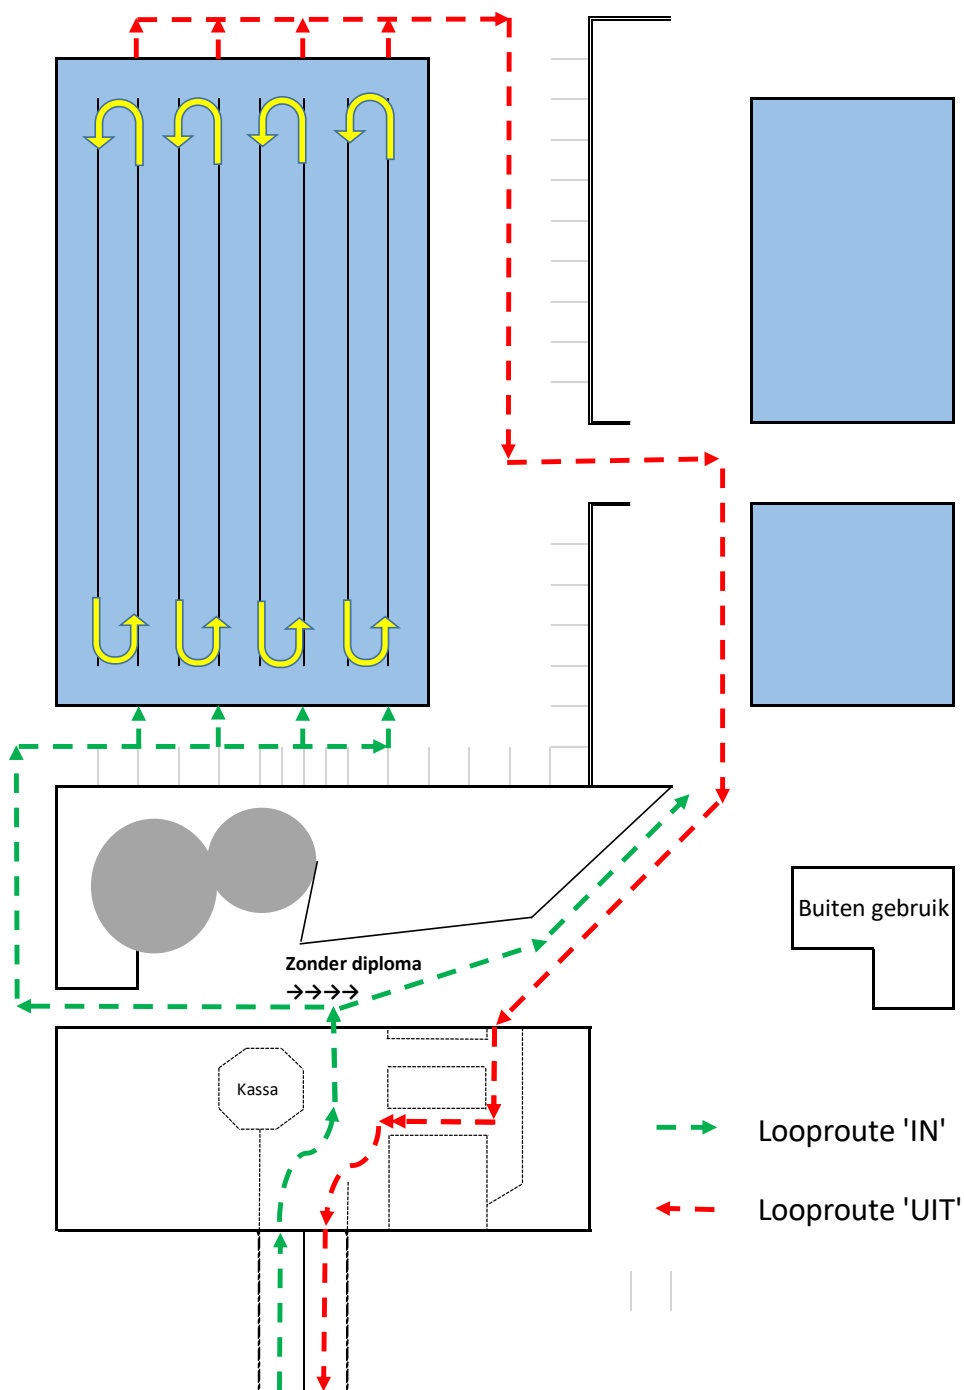 Buiten gebruik
Zonder diploma
→→→→
Kassa
Looproute 'IN'
Looproute 'UIT'